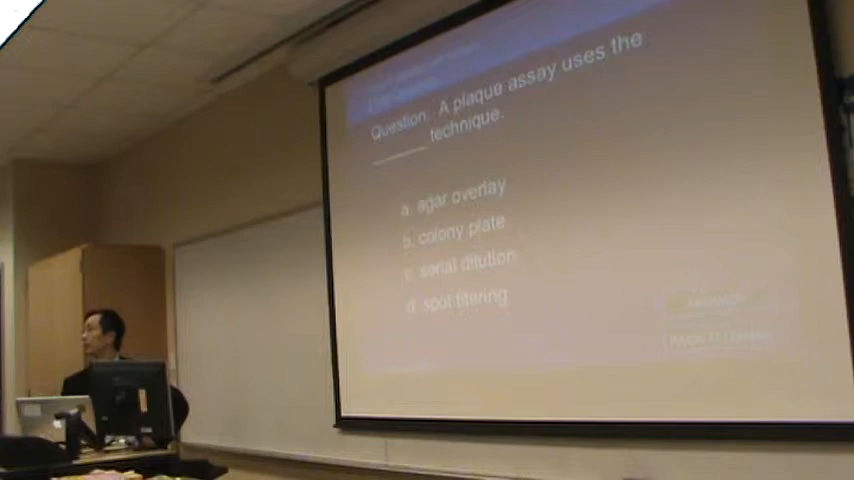 Question: A plaque assay uses the
_______ technique.
a. agar overlay
b. colony plate
c. serial dilution
d. spot titering